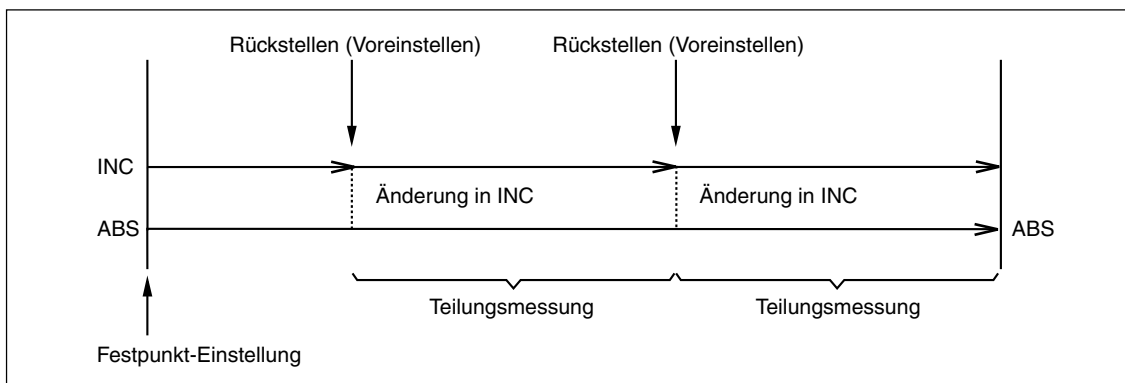 Rückstellen (Voreinstellen)
Rückstellen (Voreinstellen)
INC
Änderung in INC
Änderung in INC
ABS
ABS
Teilungsmessung
Teilungsmessung
Festpunkt-Einstellung